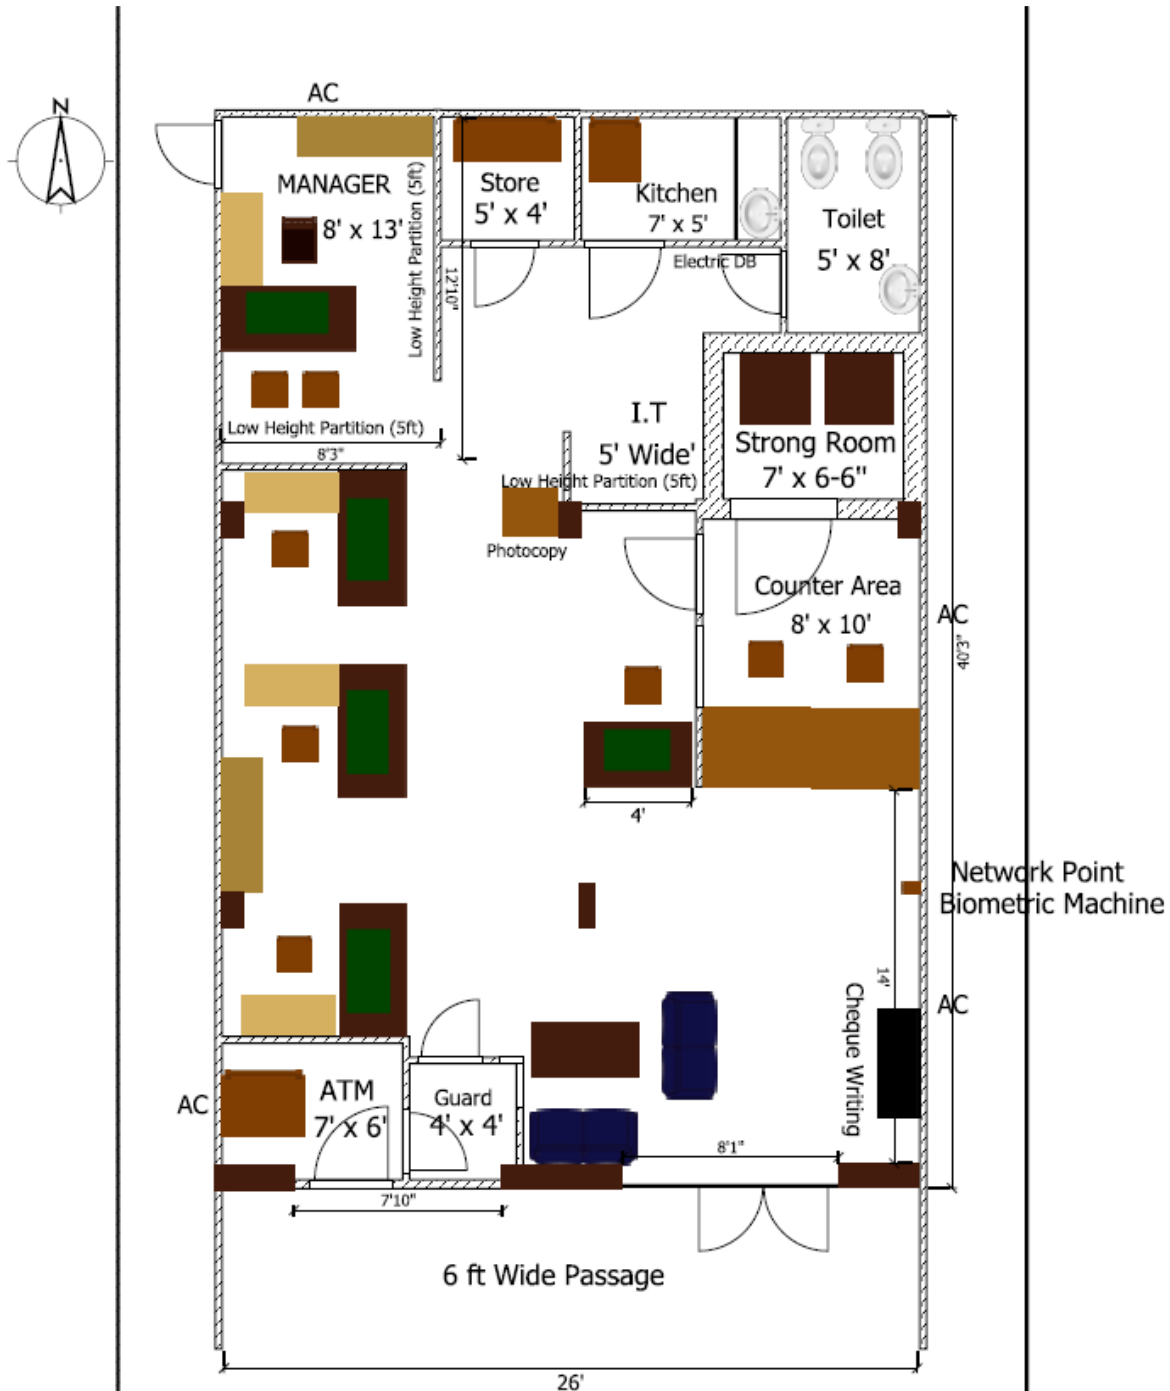 AC
N
MANAGER
8' x 13'
Low Height Partition (5ft)
12'10"
Store
5' x 4'
Kitchen
7' x 5'
Toilet
5' x 8'
Electric DB
Low Height Partition (5ft)
8'3"
I.T
5' Wide'
Low Height Partition (5ft)
Strong Room
7' x 6-6"
Photocopy
Counter Area
8' x 10'
AC
40'3"
4'
Network Point
Biometric Machine
14'
Cheque Writing
AC
AC
ATM
7' x 6'
Guard
4' x 4'
8'1"
7'10"
6 ft Wide Passage
26'